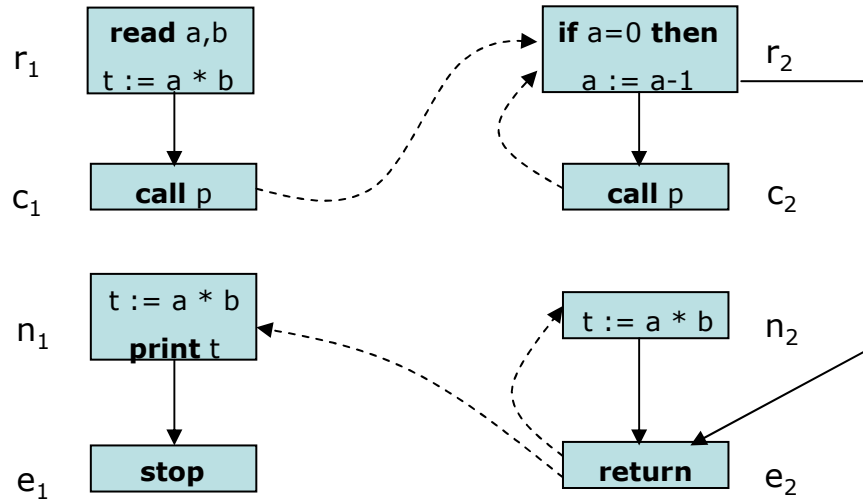 r1
read a,b
t := a * b
c1
call p
n1
t := a * b
print t
e1
stop
if a=0 then
a := a-1
r2
call p
c2
t := a * b
n2
return
e2